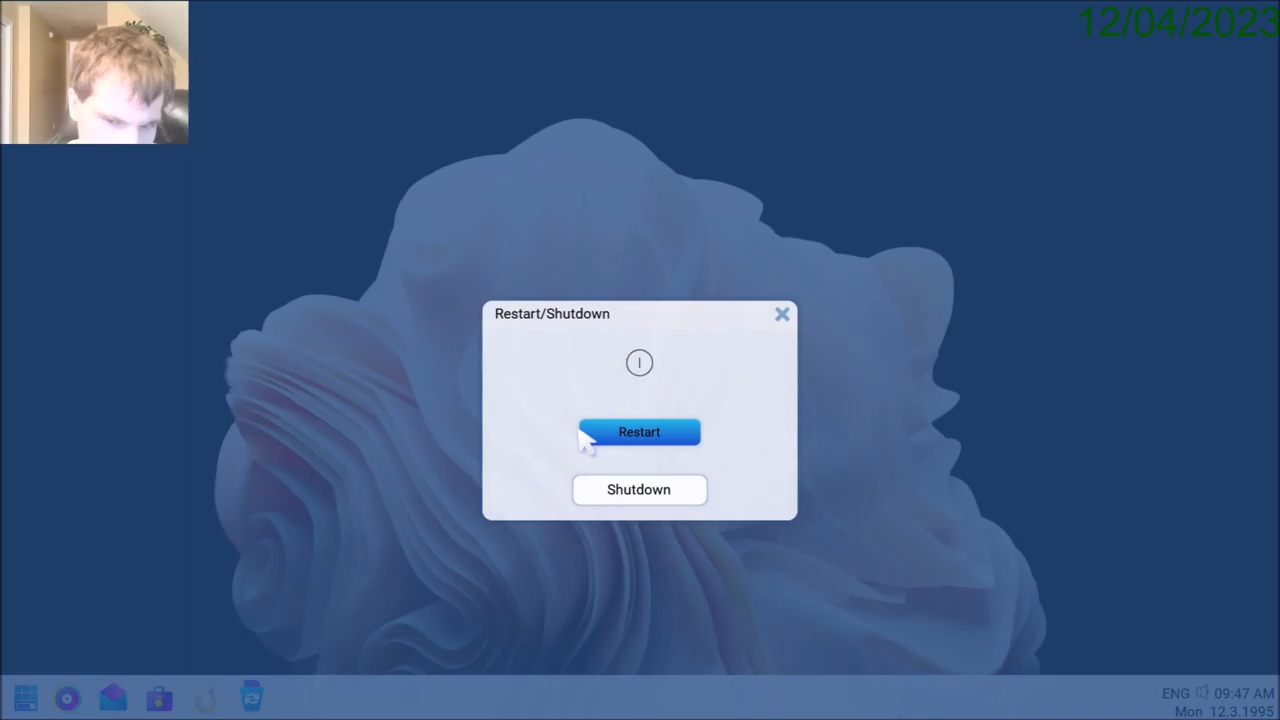 12/04/2023
Restart/Shutdown
Restart
Shutdown
ENG 09:47 AM
Mon 12.3.1995